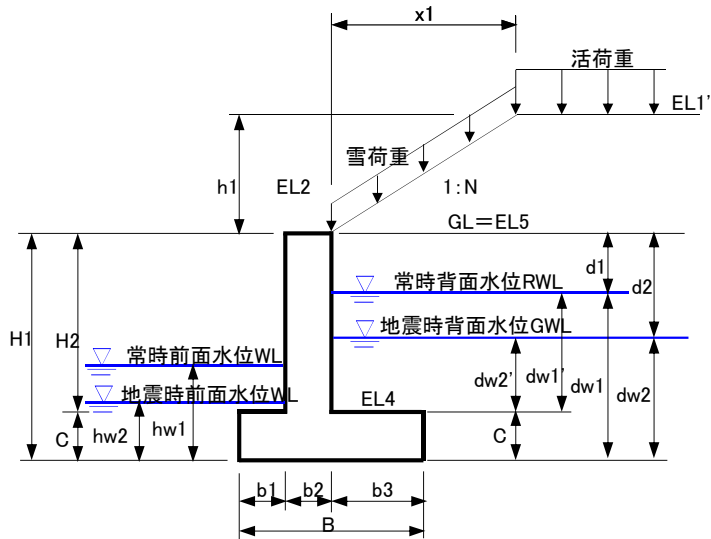 x1
活荷重
EL1'
雪荷重
h1
EL2
1:N
GL＝EL5
d1
d2
常時背面水位RWL
地震時背面水位GWL
H1
H2
常時前面水位WL
地震時前面水位WL
dw2'
dw1'
dw1
dw2
EL4
C
hw2
hw1
C
b1
b2
b3
B